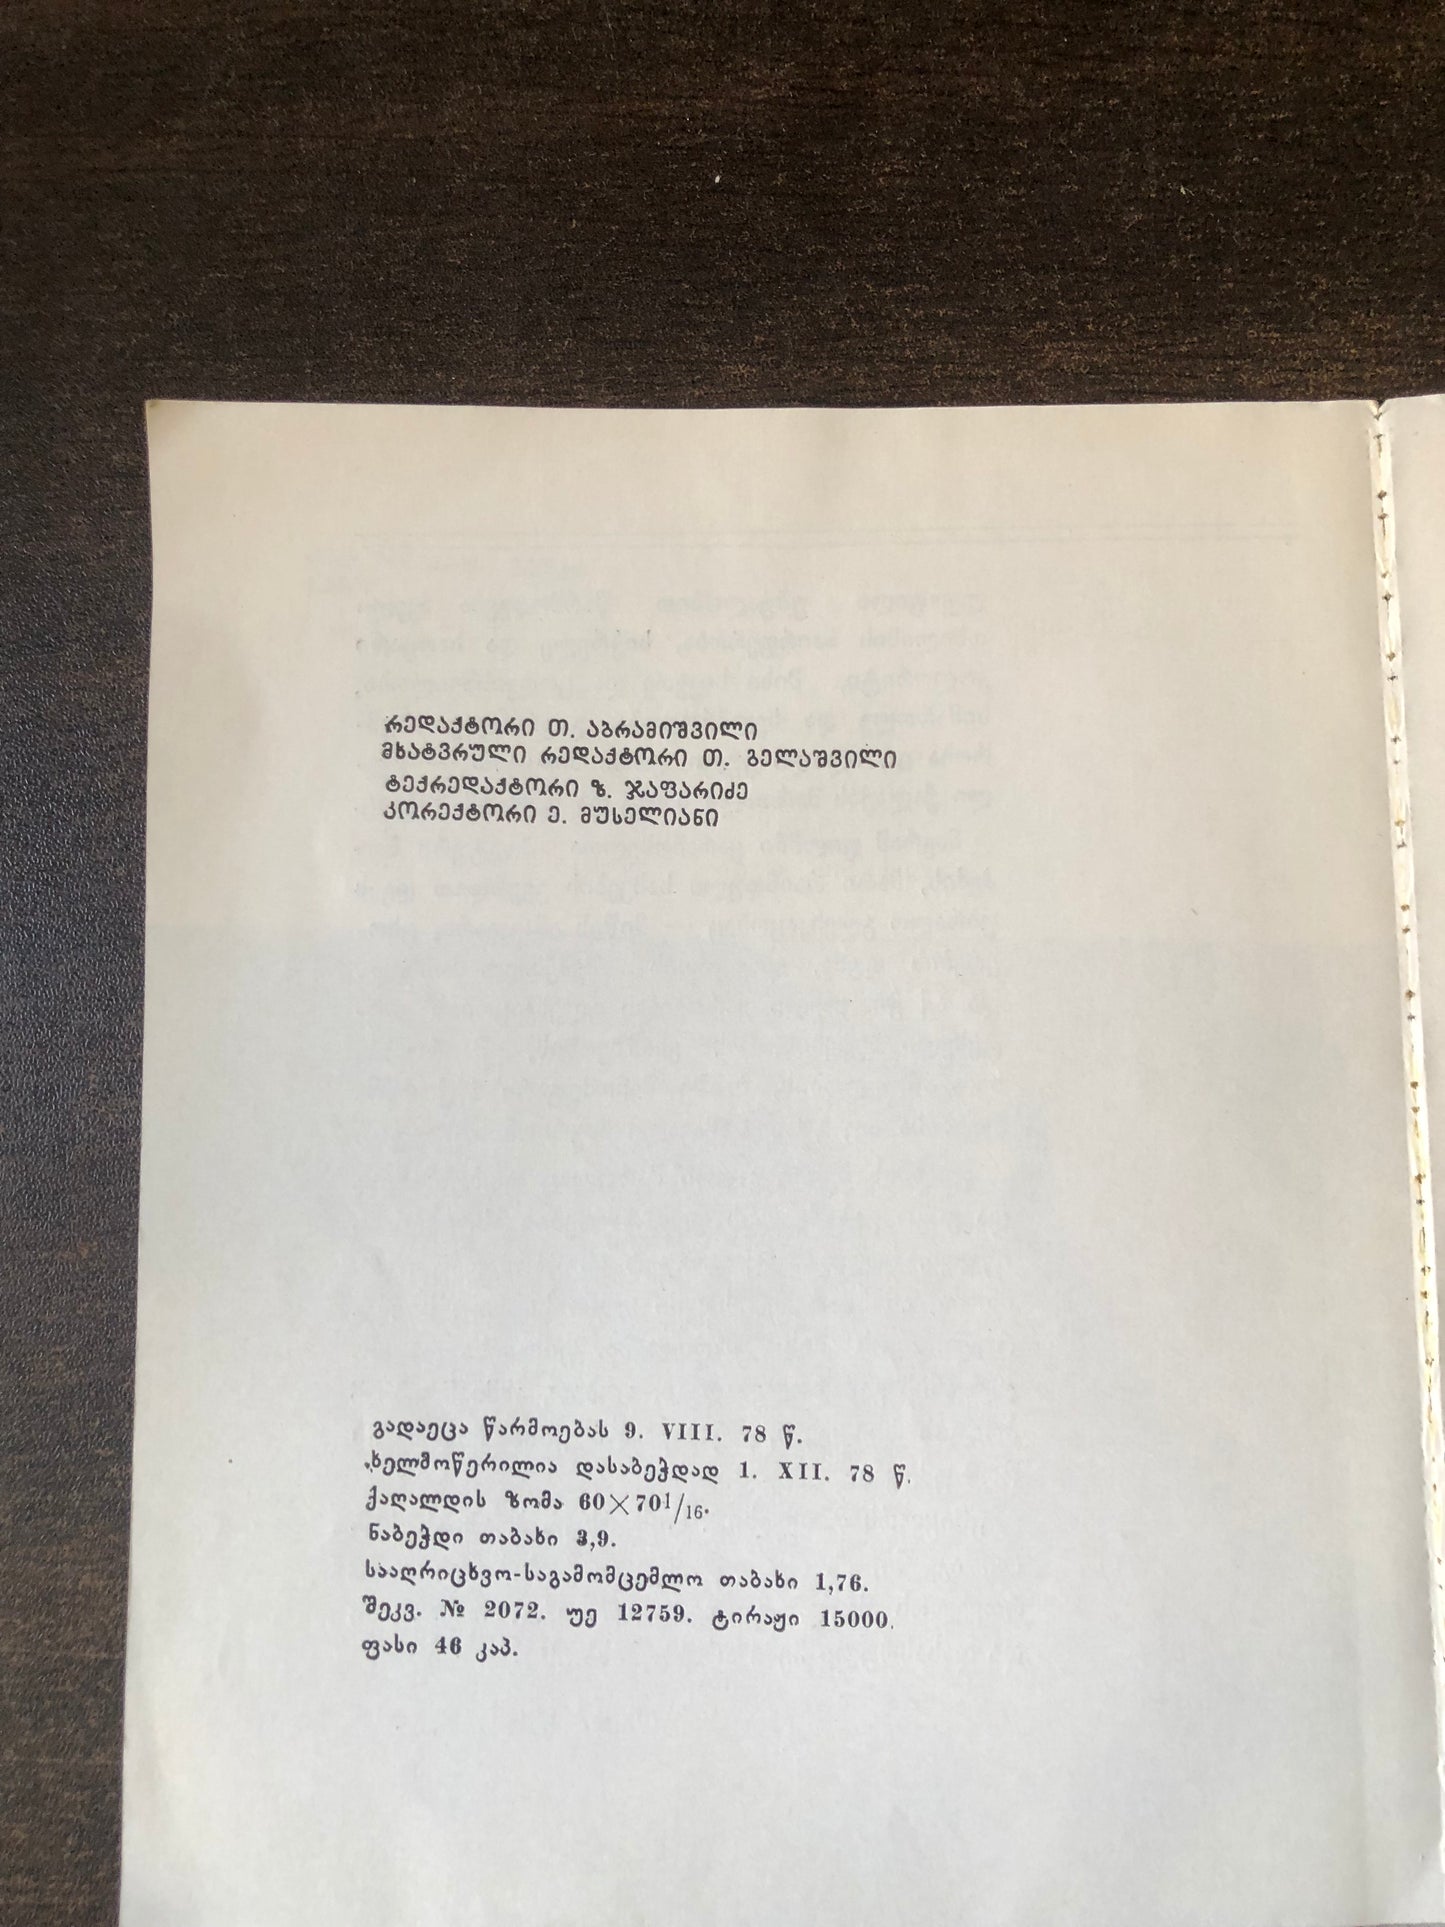 რედაქტორი თ. აბრამიშვილი
მხატვრული რედაქტორი თ. გელაშვილი
ტექრედაქტორი ზ. ჯაფარიძე
კორექტორი ე. მუსელიანი
გადაეცა წარმოებას 9. VIII. 78 წ.
ხელმოწერილია დასაბეჭდად 1. XII. 78 წ.
ქაღალდის ზომა 60×70 1/16.
ნაბეჭდი თაბახი 3,9.
სააღრიცხვო-საგამომცემლო თაბახი 1,76.
შეკვ. № 2072. უე 12759. ტირაჟი 15000.
ფასი 46 კაპ.